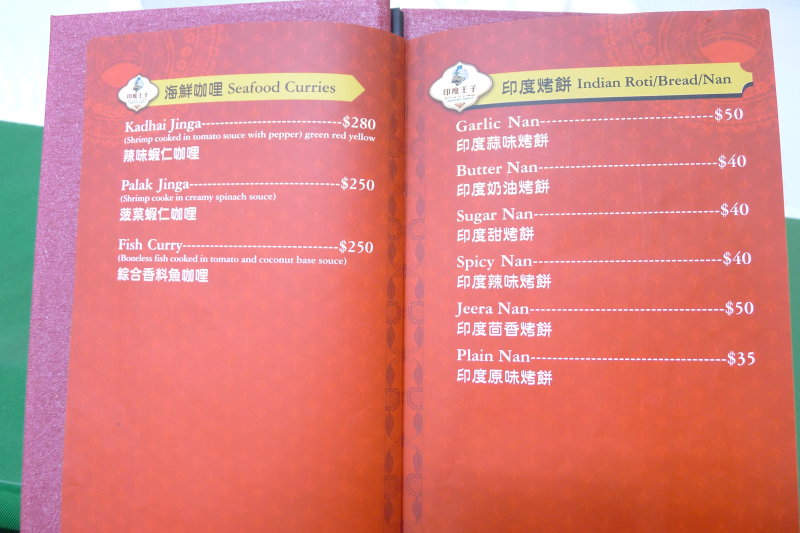 印度王子
海鮮咖哩 Seafood Curries
Kadhai Jinga-----------------------------$280
(Shrimp cooked in tomato souce with pepper) green red yellow
辣味蝦仁咖哩
Palak Jinga-------------------------------$250
(Shrimp cooke in creamy spinach souce)
菠菜蝦仁咖哩
Fish Curry--------------------------------$250
(Boneless fish cooked in tomato and coconut base souce)
綜合香料魚咖哩
印度王子
印度烤餅 Indian Roti/Bread/Nan
Garlic Nan--------------------------------$50
印度蒜味烤餅
Butter Nan---------------------------------$40
印度奶油烤餅
Sugar Nan----------------------------------$40
印度甜烤餅
Spicy Nan----------------------------------$40
印度辣味烤餅
Jeera Nan-----------------------------------$50
印度茴香烤餅
Plain Nan-----------------------------------$35
印度原味烤餅